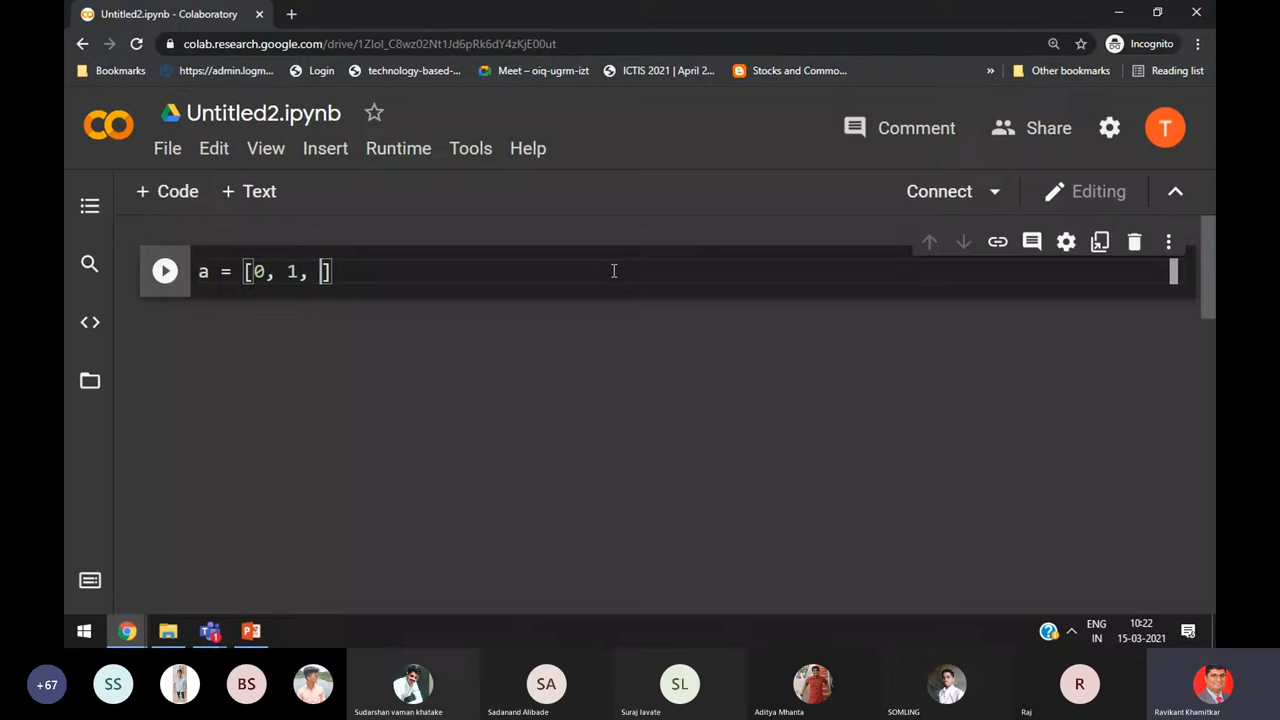 Untitled2.ipynb - Colaboratory
colab.research.google.com/drive/1ZIoI_C8wz02Nt1Jd6pRk6dY4zKjE00ut
Incognito
Bookmarks
https://admin.logm...
Login
technology-based-...
Meet – oiq-ugrm-izt
ICTIS 2021 | April 2...
Stocks and Commo...
»
Other bookmarks
Reading list
CO
Untitled2.ipynb
Comment
Share
T
File Edit View Insert Runtime Tools Help
+ Code + Text
Connect
Editing
a = [0, 1, ]
ENG
IN
10:22
15-03-2021
+67
SS
BS
SA
SL
R
Sudarshan vaman khatake
Sadanand Alibade
Suraj lavate
Aditya Mhanta
SOMLING
Raj
Ravikant Khamitkar